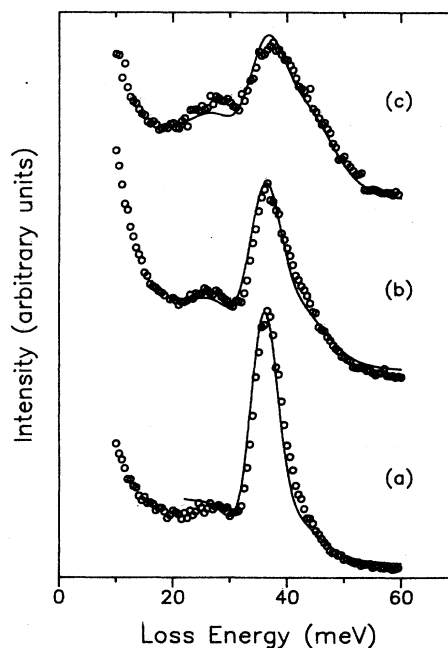 Intensity (arbitrary units)
(c)
(b)
(a)
0
20
40
60
Loss Energy (meV)